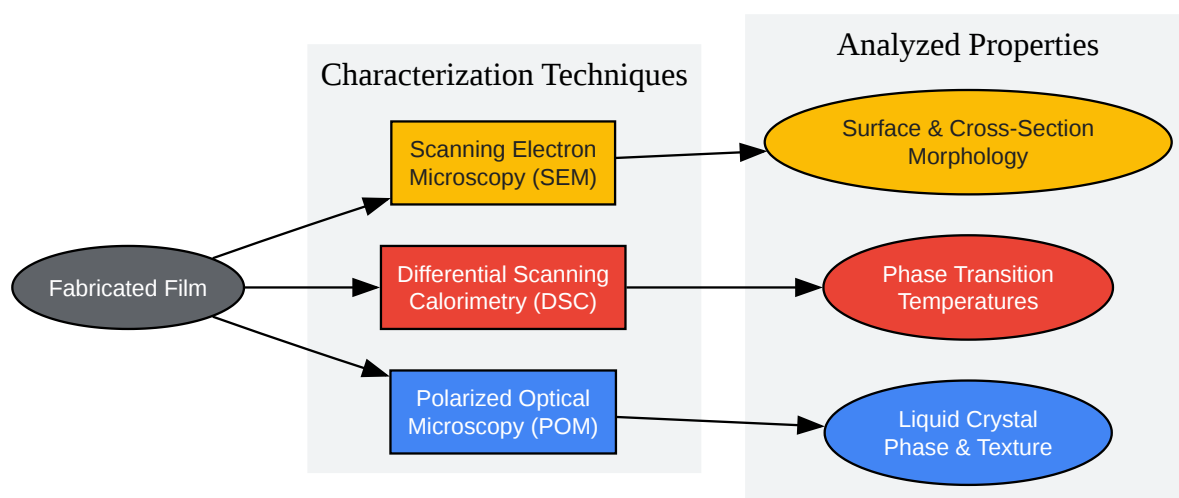 Analyzed Properties
Characterization Techniques
Surface & Cross-Section
Morphology
Scanning Electron
Microscopy (SEM)
Fabricated Film
Differential Scanning
Calorimetry (DSC)
Phase Transition
Temperatures
Polarized Optical
Microscopy (POM)
Liquid Crystal
Phase & Texture